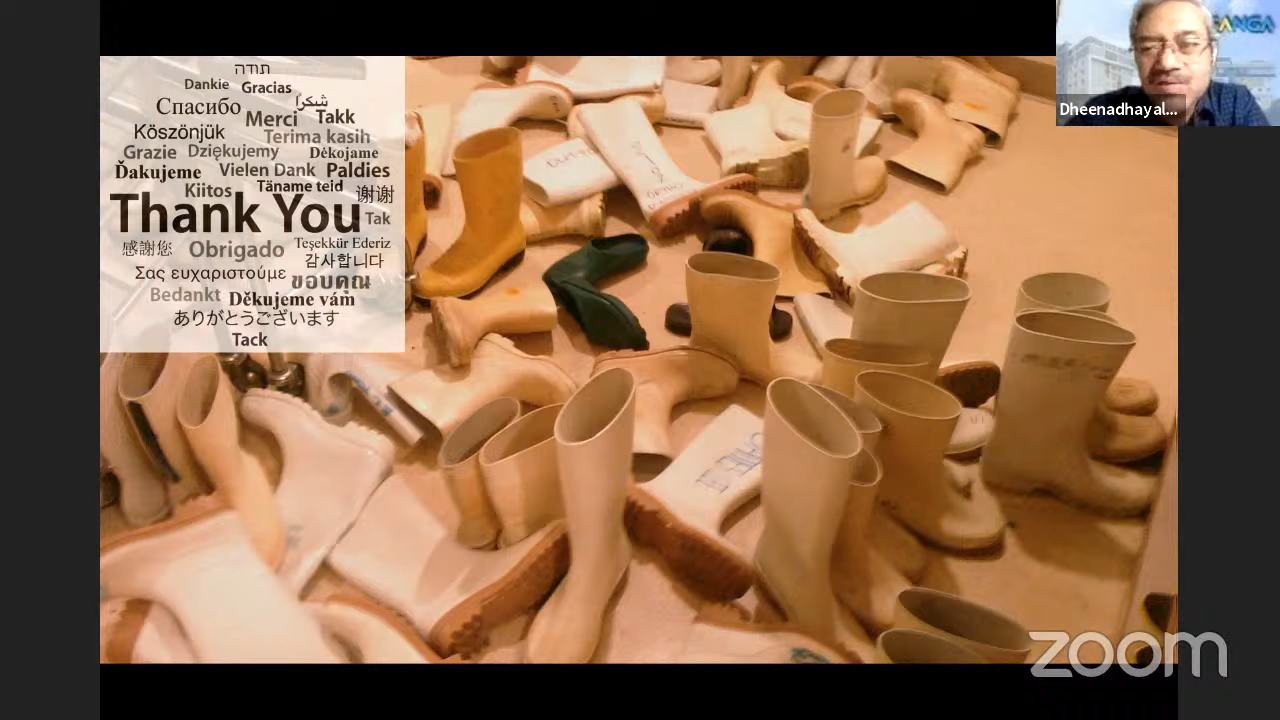 תודה
Dankie Gracias
Спасибо شكرا
Merci Takk
Köszönjük Terima kasih
Grazie Dziękujemy Dėkojame
Ďakujeme Vielen Dank Paldies
Kiitos Täname teid 谢谢
Thank You Tak
感謝您 Obrigado Teşekkür Ederiz
감사합니다
Σας ευχαριστούμε ขอบคุณ
Bedankt Děkujeme vám
ありがとうございます
Tack
ORTHO
SANGA
Dheenadhayal...
zoom